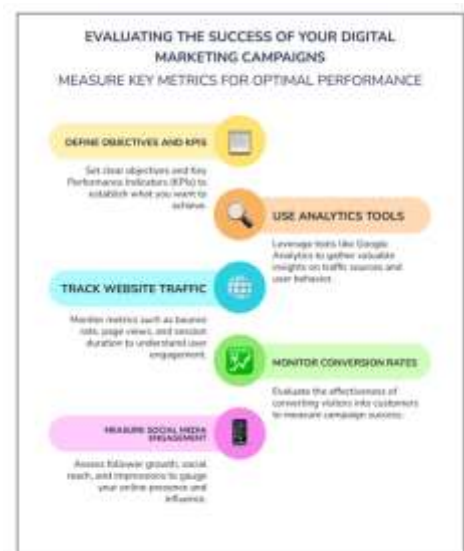 EVALUATING THE SUCCESS OF YOUR DIGITAL
MARKETING CAMPAIGNS
MEASURE KEY METRICS FOR OPTIMAL PERFORMANCE
DEFINE OBJECTIVES AND KPIS
Set clear objectives and Key
Performance Indicators (KPIs) to
establish what you want to
achieve.
USE ANALYTICS TOOLS
Leverage tools like Google
Analytics to gather valuable
insights on traffic sources and
user behavior.
TRACK WEBSITE TRAFFIC
Monitor metrics such as bounce
rate, page views, and session
duration to understand user
engagement.
MONITOR CONVERSION RATES
Evaluate the effectiveness of
converting visitors into customers
to measure campaign success.
MEASURE SOCIAL MEDIA
ENGAGEMENT
Assess follower growth, social
reach, and impressions to gauge
your online presence and
influence.